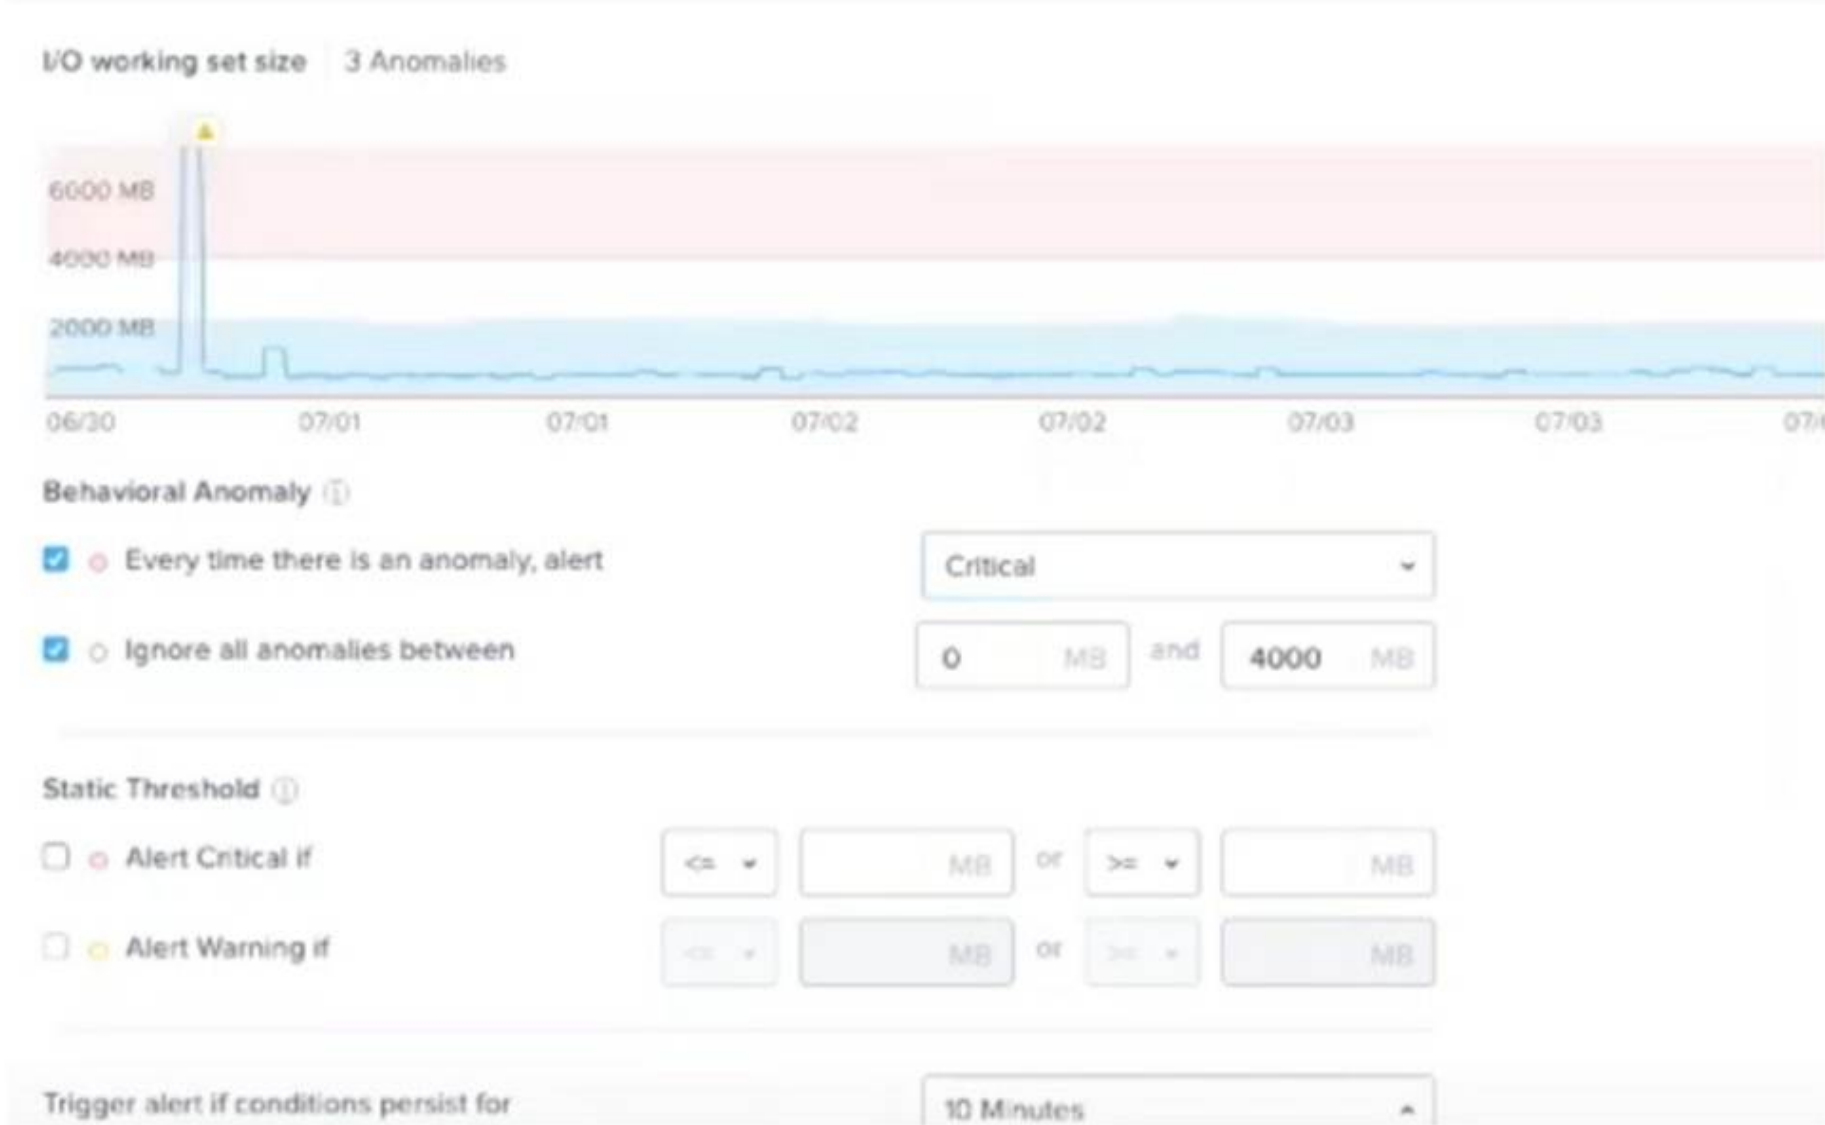 I/O working set size 3 Anomalies
6000 MB
4000 MB
2000 MB
06/30 07/01 07/01 07/02 07/02 07/03 07/03
Behavioral Anomaly
Every time there is an anomaly, alert Critical
Ignore all anomalies between 0 MB and 4000 MB
Static Threshold
Alert Critical if <= MB or >= MB
Alert Warning if <= MB or >= MB
Trigger alert if conditions persist for 10 Minutes